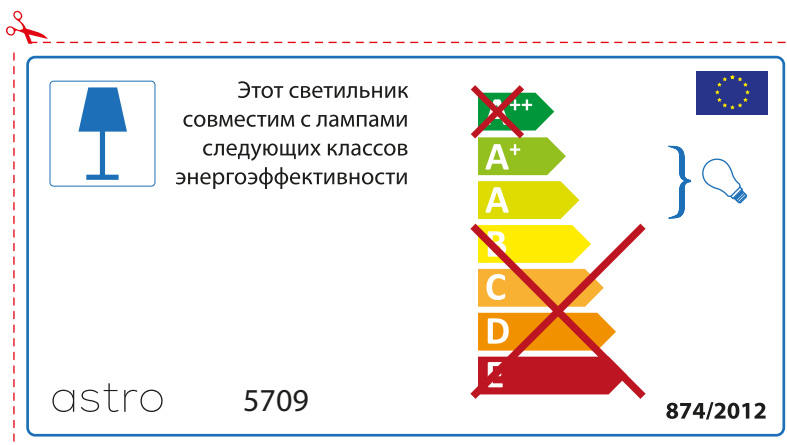 Этот светильник
совместим с лампами
следующих классов
энергоэффективности
A++
A+
A
B
C
D
E
astro
5709
874/2012